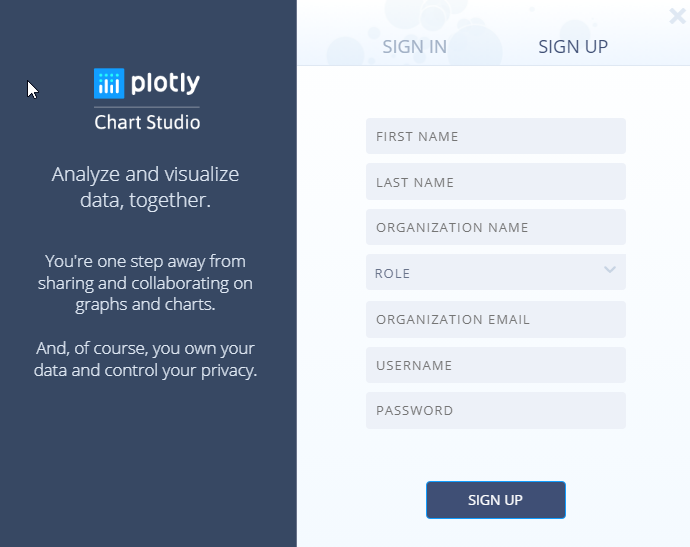 plotly
Chart Studio
Analyze and visualize
data, together.
You're one step away from
sharing and collaborating on
graphs and charts.
And, of course, you own your
data and control your privacy.
SIGN IN
SIGN UP
FIRST NAME
LAST NAME
ORGANIZATION NAME
ROLE
ORGANIZATION EMAIL
USERNAME
PASSWORD
SIGN UP